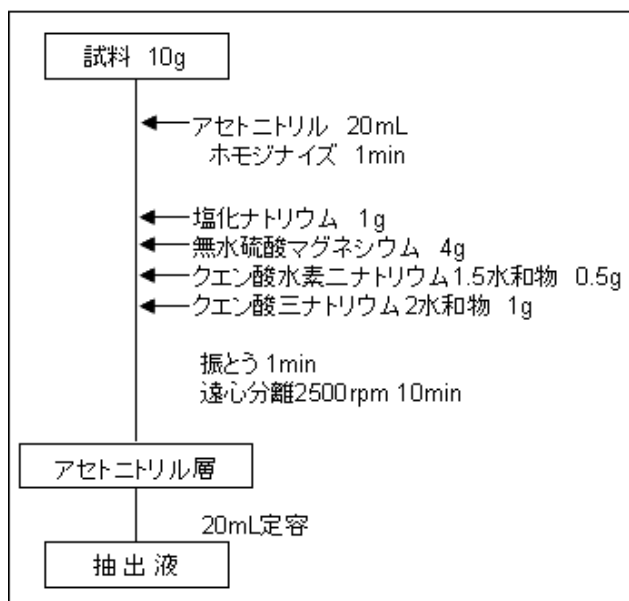 試料 10g
アセトニトリル 20mL
ホモジナイズ 1min
塩化ナトリウム 1g
無水硫酸マグネシウム 4g
クエン酸水素二ナトリウム1.5水和物 0.5g
クエン酸三ナトリウム2水和物 1g
振とう 1min
遠心分離2500rpm 10min
アセトニトリル層
20mL定容
抽出液